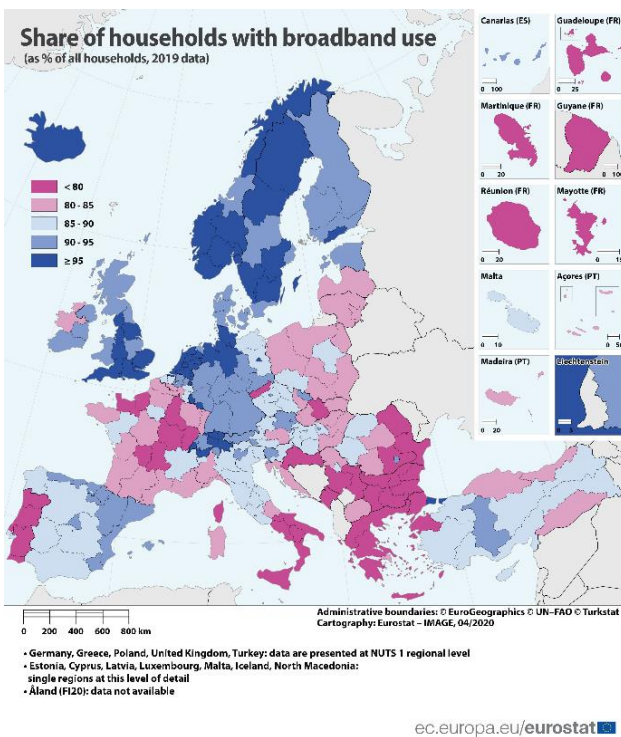 Share of households with broadband use
(as % of all households, 2019 data)
< 80
80 - 85
85 - 90
90 - 95
≥ 95
Canarias (ES)
0 100
Guadeloupe (FR)
0 25
Martinique (FR)
0 20
Guyane (FR)
0 100
Réunion (FR)
0 20
Mayotte (FR)
0 15
Malta
0 10
Açores (PT)
0 50
Madeira (PT)
0 20
Liechtenstein
0 200 400 600 800 km
Administrative boundaries: © EuroGeographics © UN–FAO © Turkstat
Cartography: Eurostat – IMAGE, 04/2020
• Germany, Greece, Poland, United Kingdom, Turkey: data are presented at NUTS 1 regional level
• Estonia, Cyprus, Latvia, Luxembourg, Malta, Iceland, North Macedonia:
single regions at this level of detail
• Åland (FI20): data not available
ec.europa.eu/eurostat